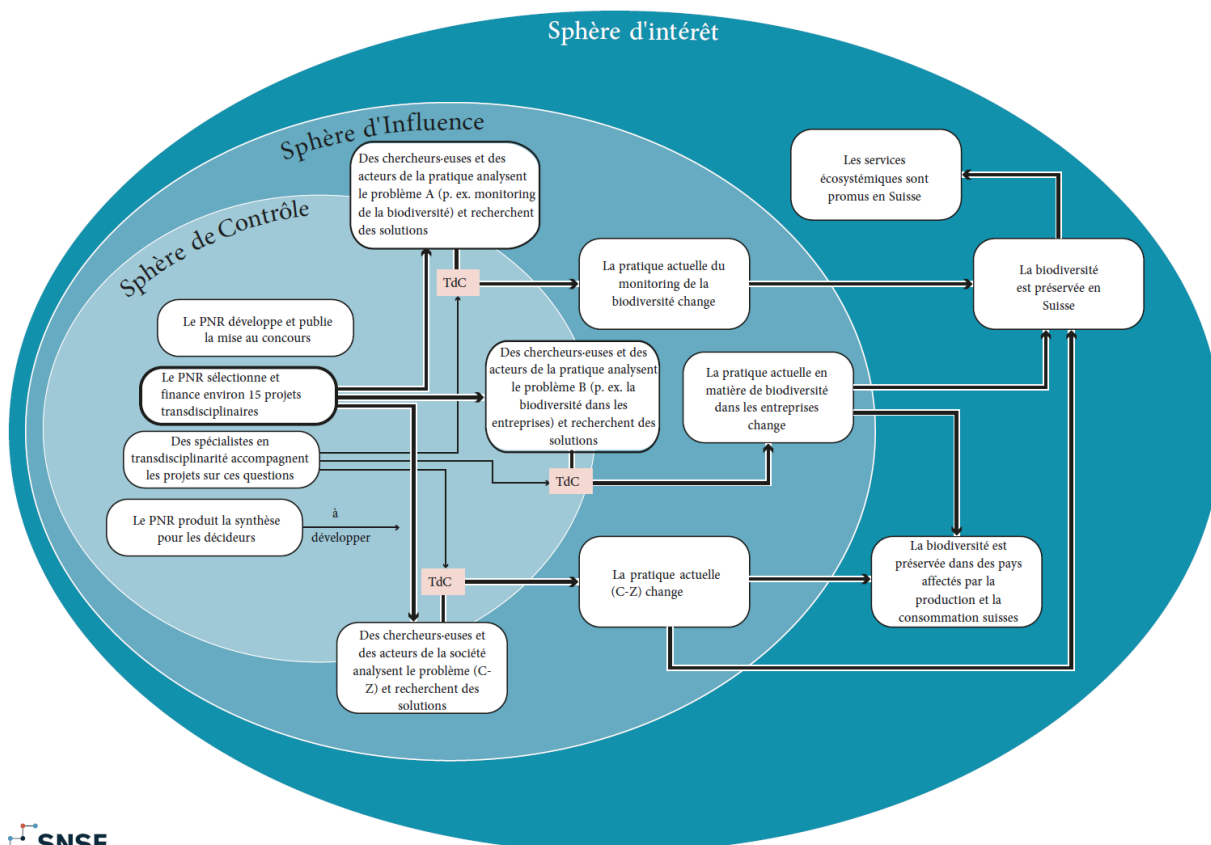 Sphère d'intérêt
Sphère d'Influence
Sphère de Contrôle
Des chercheurs-euses et des
acteurs de la pratique analysent
le problème A (p. ex. monitoring
de la biodiversité) et recherchent
des solutions
Les services
écosystémiques sont
promus en Suisse
TdC
La pratique actuelle du
monitoring de la
biodiversité change
La biodiversité
est préservée en
Suisse
Le PNR développe et publie
la mise au concours
Des chercheurs-euses et des
acteurs de la pratique analysent
le problème B (p. ex. la
biodiversité dans les
entreprises) et recherchent des
solutions
Le PNR sélectionne et
finance environ 15 projets
transdisciplinaires
La pratique actuelle en
matière de biodiversité
dans les entreprises
change
Des spécialistes en
transdisciplinarité accompagnent
les projets sur ces questions
TdC
Le PNR produit la synthèse
pour les décideurs
à
développer
TdC
La pratique actuelle
(C-Z) change
La biodiversité est
préservée dans des pays
affectés par la
production et la
consommation suisses
Des chercheurs-euses et
des acteurs de la société
analysent le problème (C-
Z) et recherchent des
solutions
SNSF